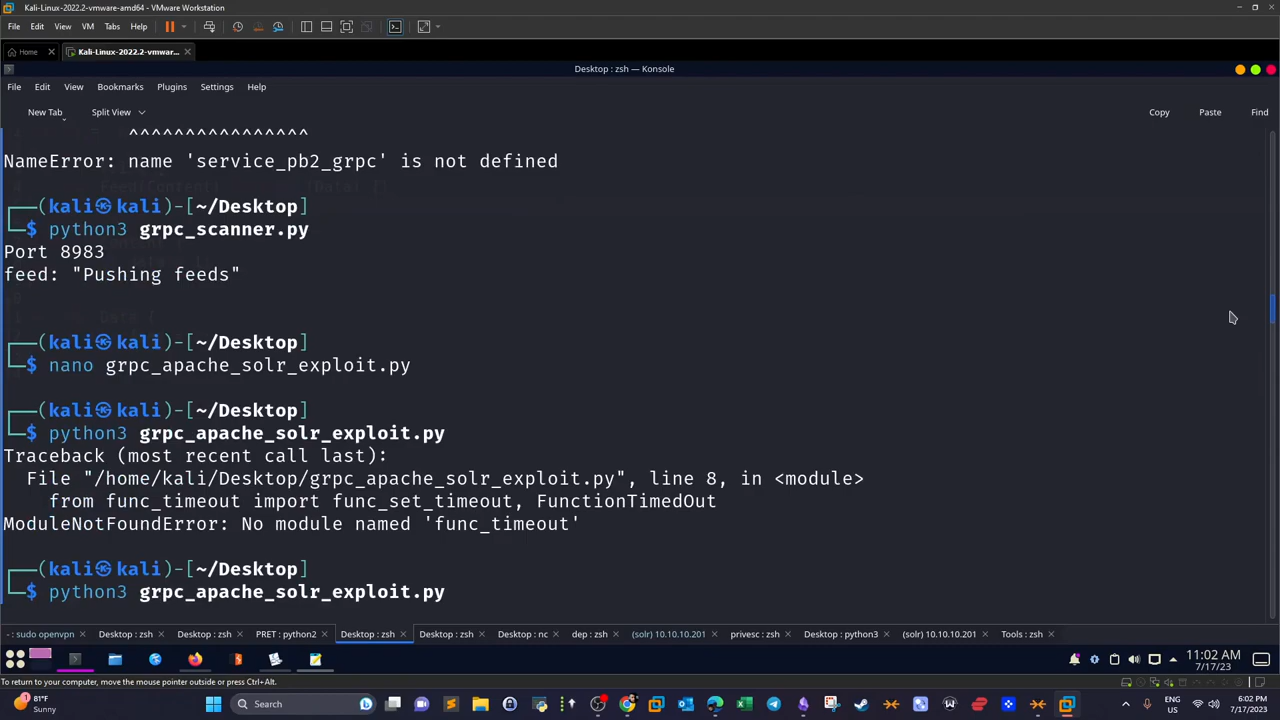 Kali-Linux-2022.2-vmware-amd64 - VMware Workstation
File Edit View VM Tabs Help
Home Kali-Linux-2022.2-vmwar...
Desktop : zsh — Konsole
File Edit View Bookmarks Plugins Settings Help
New Tab Split View Copy Paste Find
^^^^^^^^^^^^^^^^
NameError: name 'service_pb2_grpc' is not defined
┌──(kali㉿kali)-[~/Desktop]
└─$ python3 grpc_scanner.py
Port 8983
feed: "Pushing feeds"
┌──(kali㉿kali)-[~/Desktop]
└─$ nano grpc_apache_solr_exploit.py
┌──(kali㉿kali)-[~/Desktop]
└─$ python3 grpc_apache_solr_exploit.py
Traceback (most recent call last):
File "/home/kali/Desktop/grpc_apache_solr_exploit.py", line 8, in <module>
from func_timeout import func_set_timeout, FunctionTimedOut
ModuleNotFoundError: No module named 'func_timeout'
┌──(kali㉿kali)-[~/Desktop]
└─$ python3 grpc_apache_solr_exploit.py
- : sudo openvpn Desktop : zsh Desktop : zsh PRET : python2 Desktop : zsh Desktop : zsh Desktop : nc dep : zsh (solr) 10.10.10.201 privesc : zsh Desktop : python3 (solr) 10.10.10.201 Tools : zsh
11:02 AM
7/17/23
To return to your computer, move the mouse pointer outside or press Ctrl+Alt.
81°F
Sunny
Search
ENG
US
6:02 PM
7/17/2023